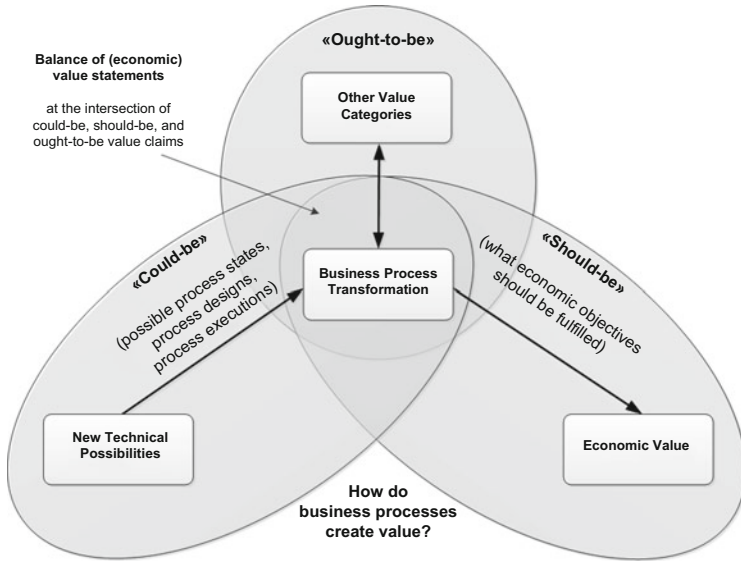 «Ought-to-be»
Balance of (economic)
value statements
at the intersection of
could-be, should-be, and
ought-to-be value claims
Other Value
Categories
«Could-be»
(possible process states,
process designs,
process executions)
Business Process
Transformation
«Should-be»
(what economic objectives
should be fulfilled)
New Technical
Possibilities
Economic Value
How do
business processes
create value?